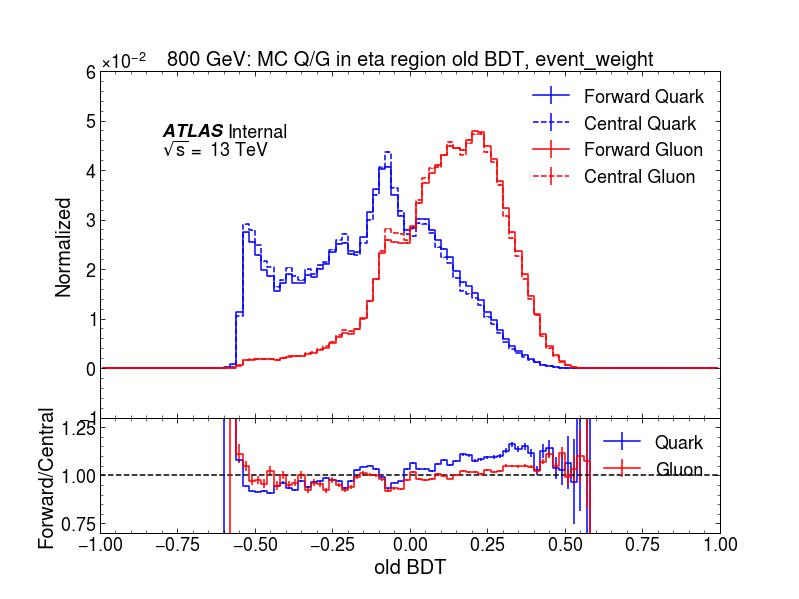 ×10⁻² 800 GeV: MC Q/G in eta region old BDT, event_weight
6
5
4
3
2
1
0
−1
Normalized
ATLAS Internal
√s = 13 TeV
Forward Quark
Central Quark
Forward Gluon
Central Gluon
1.25
1.00
0.75
Forward/Central
Quark
Gluon
−1.00 −0.75 −0.50 −0.25 0.00 0.25 0.50 0.75 1.00
old BDT